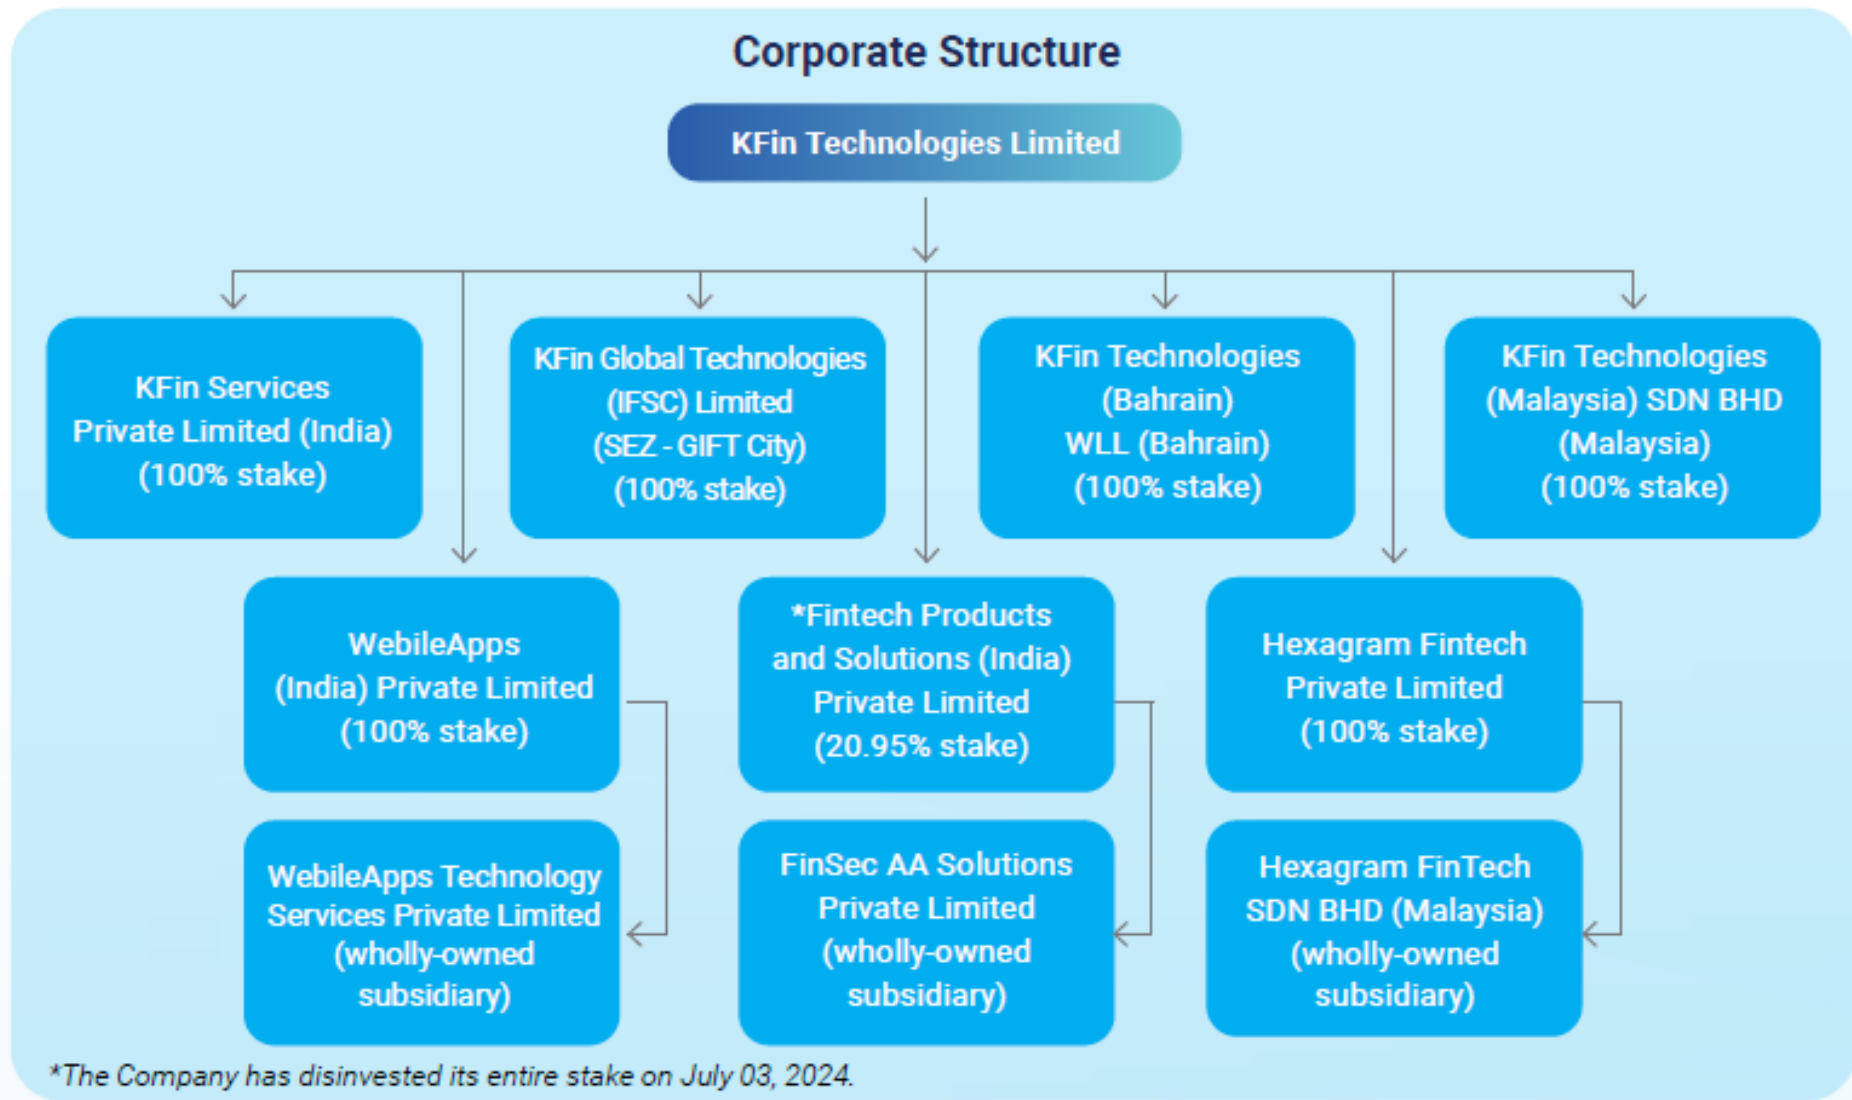 Corporate Structure
KFin Technologies Limited
KFin Services
Private Limited (India)
(100% stake)
KFin Global Technologies
(IFSC) Limited
(SEZ - GIFT City)
(100% stake)
KFin Technologies
(Bahrain)
WLL (Bahrain)
(100% stake)
KFin Technologies
(Malaysia) SDN BHD
(Malaysia)
(100% stake)
WebileApps
(India) Private Limited
(100% stake)
*Fintech Products
and Solutions (India)
Private Limited
(20.95% stake)
Hexagram Fintech
Private Limited
(100% stake)
WebileApps Technology
Services Private Limited
(wholly-owned
subsidiary)
FinSec AA Solutions
Private Limited
(wholly-owned
subsidiary)
Hexagram FinTech
SDN BHD (Malaysia)
(wholly-owned
subsidiary)
*The Company has disinvested its entire stake on July 03, 2024.